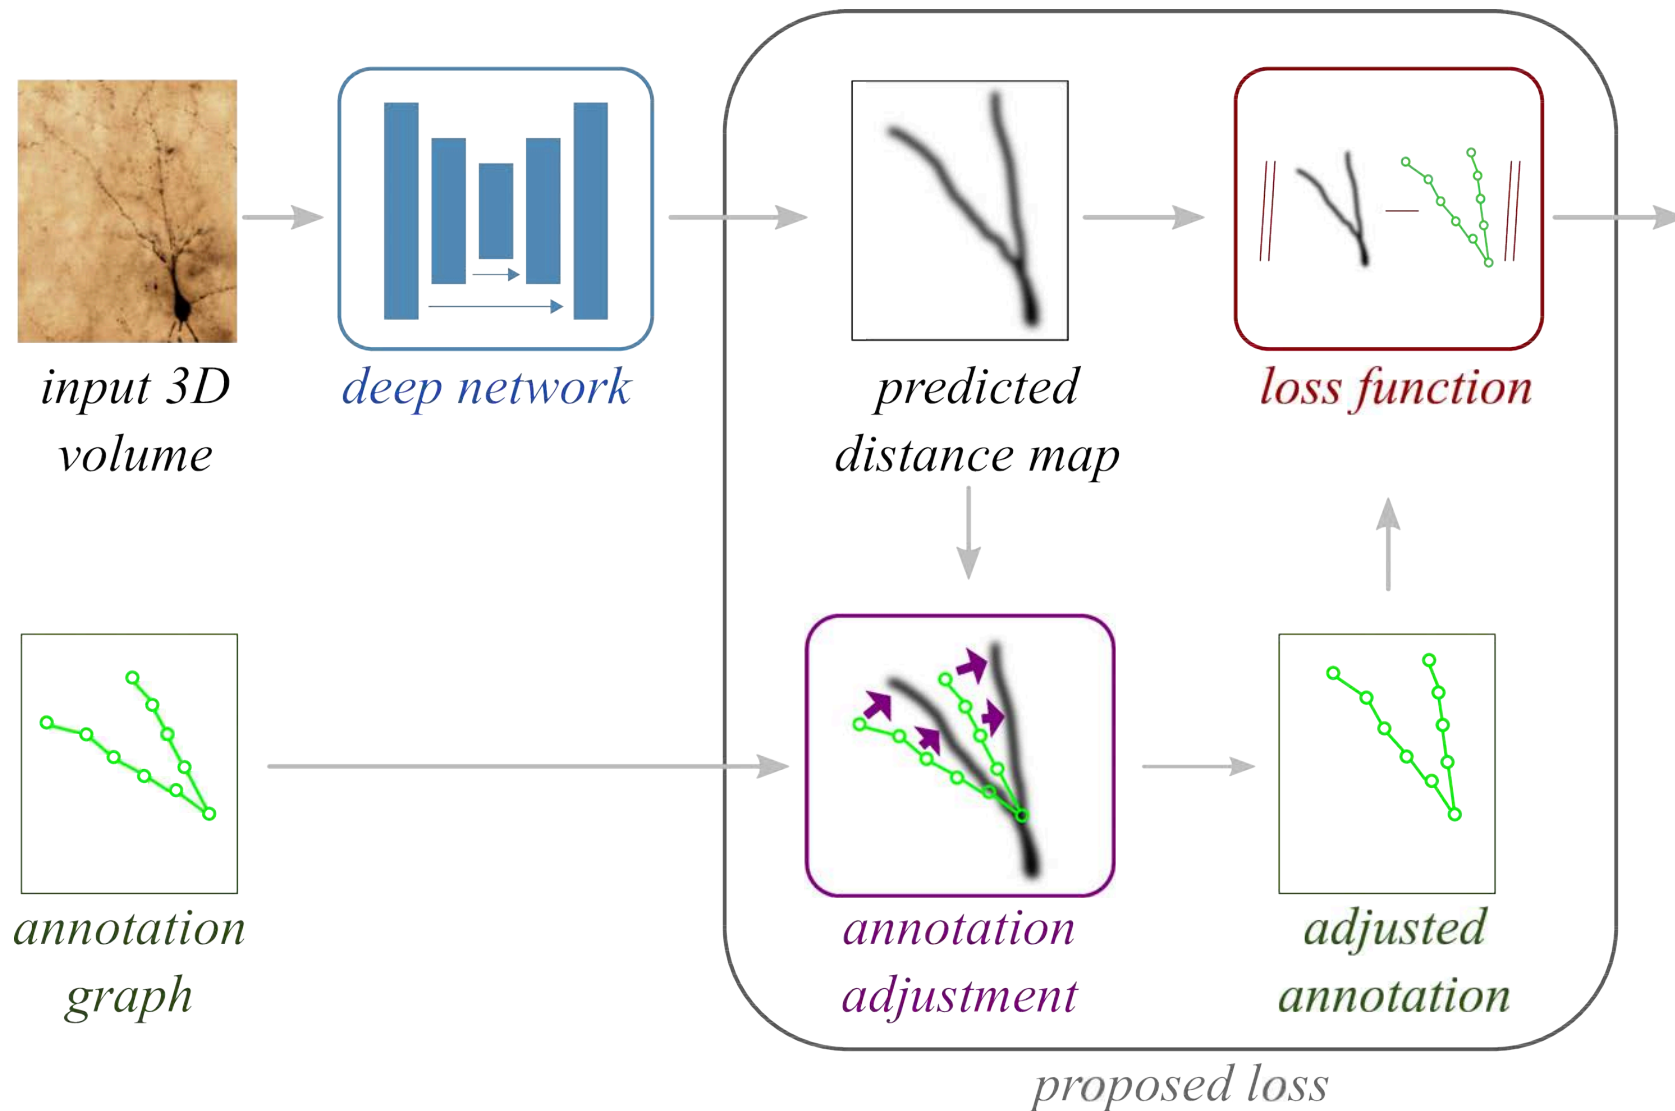 input 3D
volume
deep network
predicted
distance map
loss function
annotation
graph
annotation
adjustment
adjusted
annotation
proposed loss